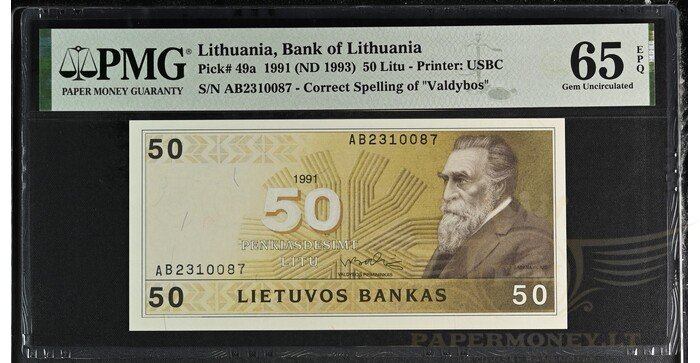 PMG
PAPER MONEY GUARANTY
Lithuania, Bank of Lithuania
Pick# 49a 1991 (ND 1993) 50 Litu - Printer: USBC
S/N AB2310087 - Correct Spelling of "Valdybos"
65 EPQ
Gem Uncirculated
50
AB2310087
1991
50
PENKIASDEŠIMT
LITŲ
VALDYBOS PIRMININKAS
AB2310087
50
LIETUVOS BANKAS
50
PAPERMONEY.LT